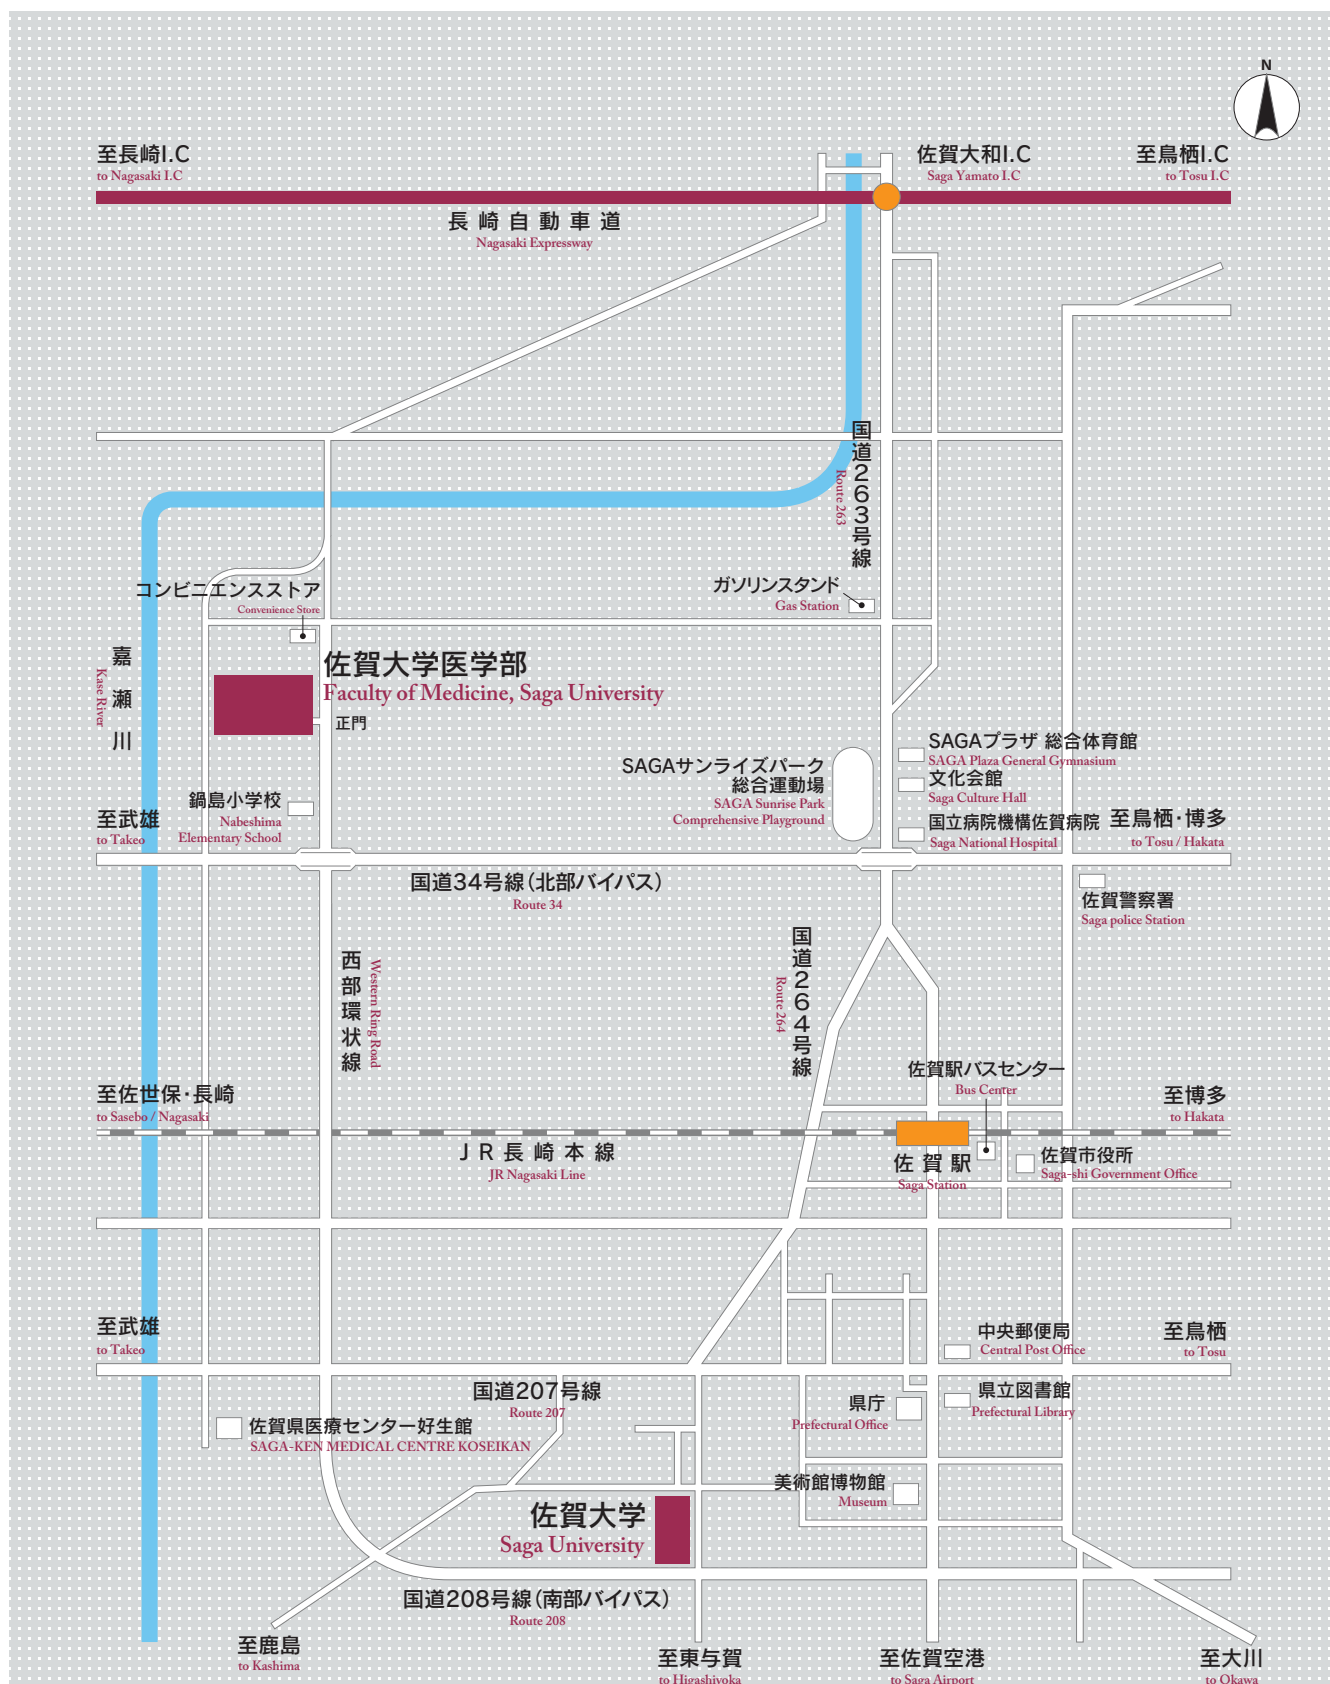 N
至長崎I.C
to Nagasaki I.C
佐賀大和I.C
Saga Yamato I.C
至鳥栖I.C
to Tosu I.C
長崎自動車道
Nagasaki Expressway
国道263号線
Route 263
コンビニエンスストア
Convenience Store
ガソリンスタンド
Gas Station
嘉瀬川
Kase River
佐賀大学医学部
Faculty of Medicine, Saga University
正門
SAGAサンライズパーク
総合運動場
SAGA Sunrise Park
Comprehensive Playground
SAGAプラザ 総合体育館
SAGA Plaza General Gymnasium
文化会館
Saga Culture Hall
国立病院機構佐賀病院
Saga National Hospital
鍋島小学校
Nabeshima
Elementary School
至武雄
to Takeo
至鳥栖・博多
to Tosu / Hakata
国道34号線（北部バイパス）
Route 34
佐賀警察署
Saga police Station
西部環状線
Western Ring Road
国道264号線
Route 264
佐賀駅バスセンター
Bus Center
至佐世保・長崎
to Sasebo / Nagasaki
至博多
to Hakata
JR長崎本線
JR Nagasaki Line
佐賀駅
Saga Station
佐賀市役所
Saga-shi Government Office
至武雄
to Takeo
中央郵便局
Central Post Office
至鳥栖
to Tosu
国道207号線
Route 207
県庁
Prefectural Office
県立図書館
Prefectural Library
佐賀県医療センター好生館
SAGA-KEN MEDICAL CENTRE KOSEIKAN
美術館博物館
Museum
佐賀大学
Saga University
国道208号線（南部バイパス）
Route 208
至鹿島
to Kashima
至東与賀
to Higashiyoka
至佐賀空港
to Saga Airport
至大川
to Okawa